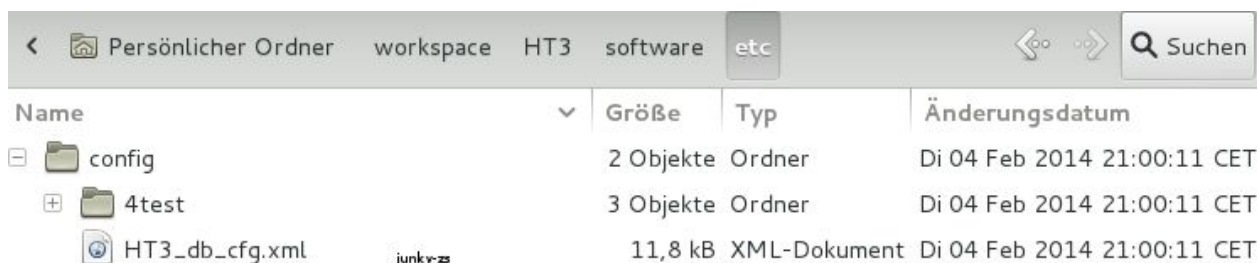 Persönlicher Ordner workspace HT3 software etc Suchen
Name Größe Typ Änderungsdatum
config 2 Objekte Ordner Di 04 Feb 2014 21:00:11 CET
4test 3 Objekte Ordner Di 04 Feb 2014 21:00:11 CET
HT3_db_cfg.xml junky-zs 11,8 kB XML-Dokument Di 04 Feb 2014 21:00:11 CET